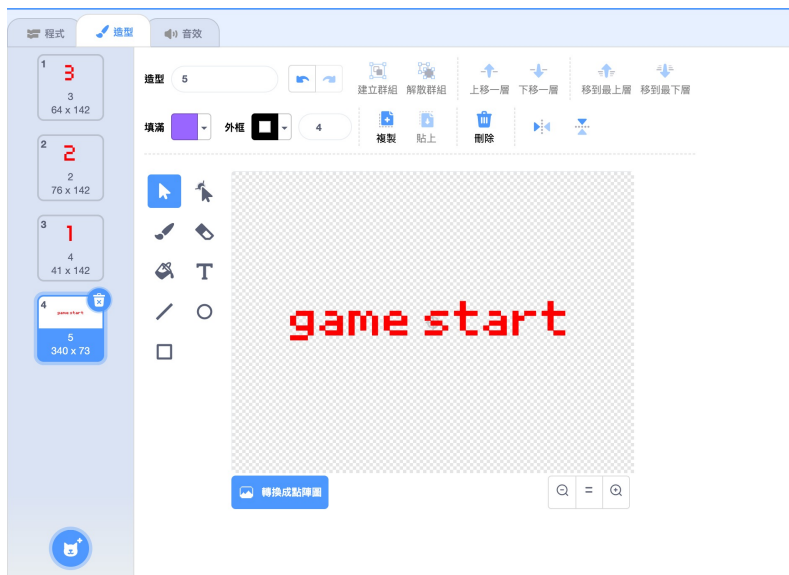 程式 造型 音效
1
3
3
64 x 142
2
2
2
76 x 142
3
1
4
41 x 142
4
game start
5
340 x 73
造型 5
建立群組 解散群組 上移一層 下移一層 移到最上層 移到最下層
填滿 外框 4
複製 貼上 刪除
T
game start
轉換成點陣圖
=